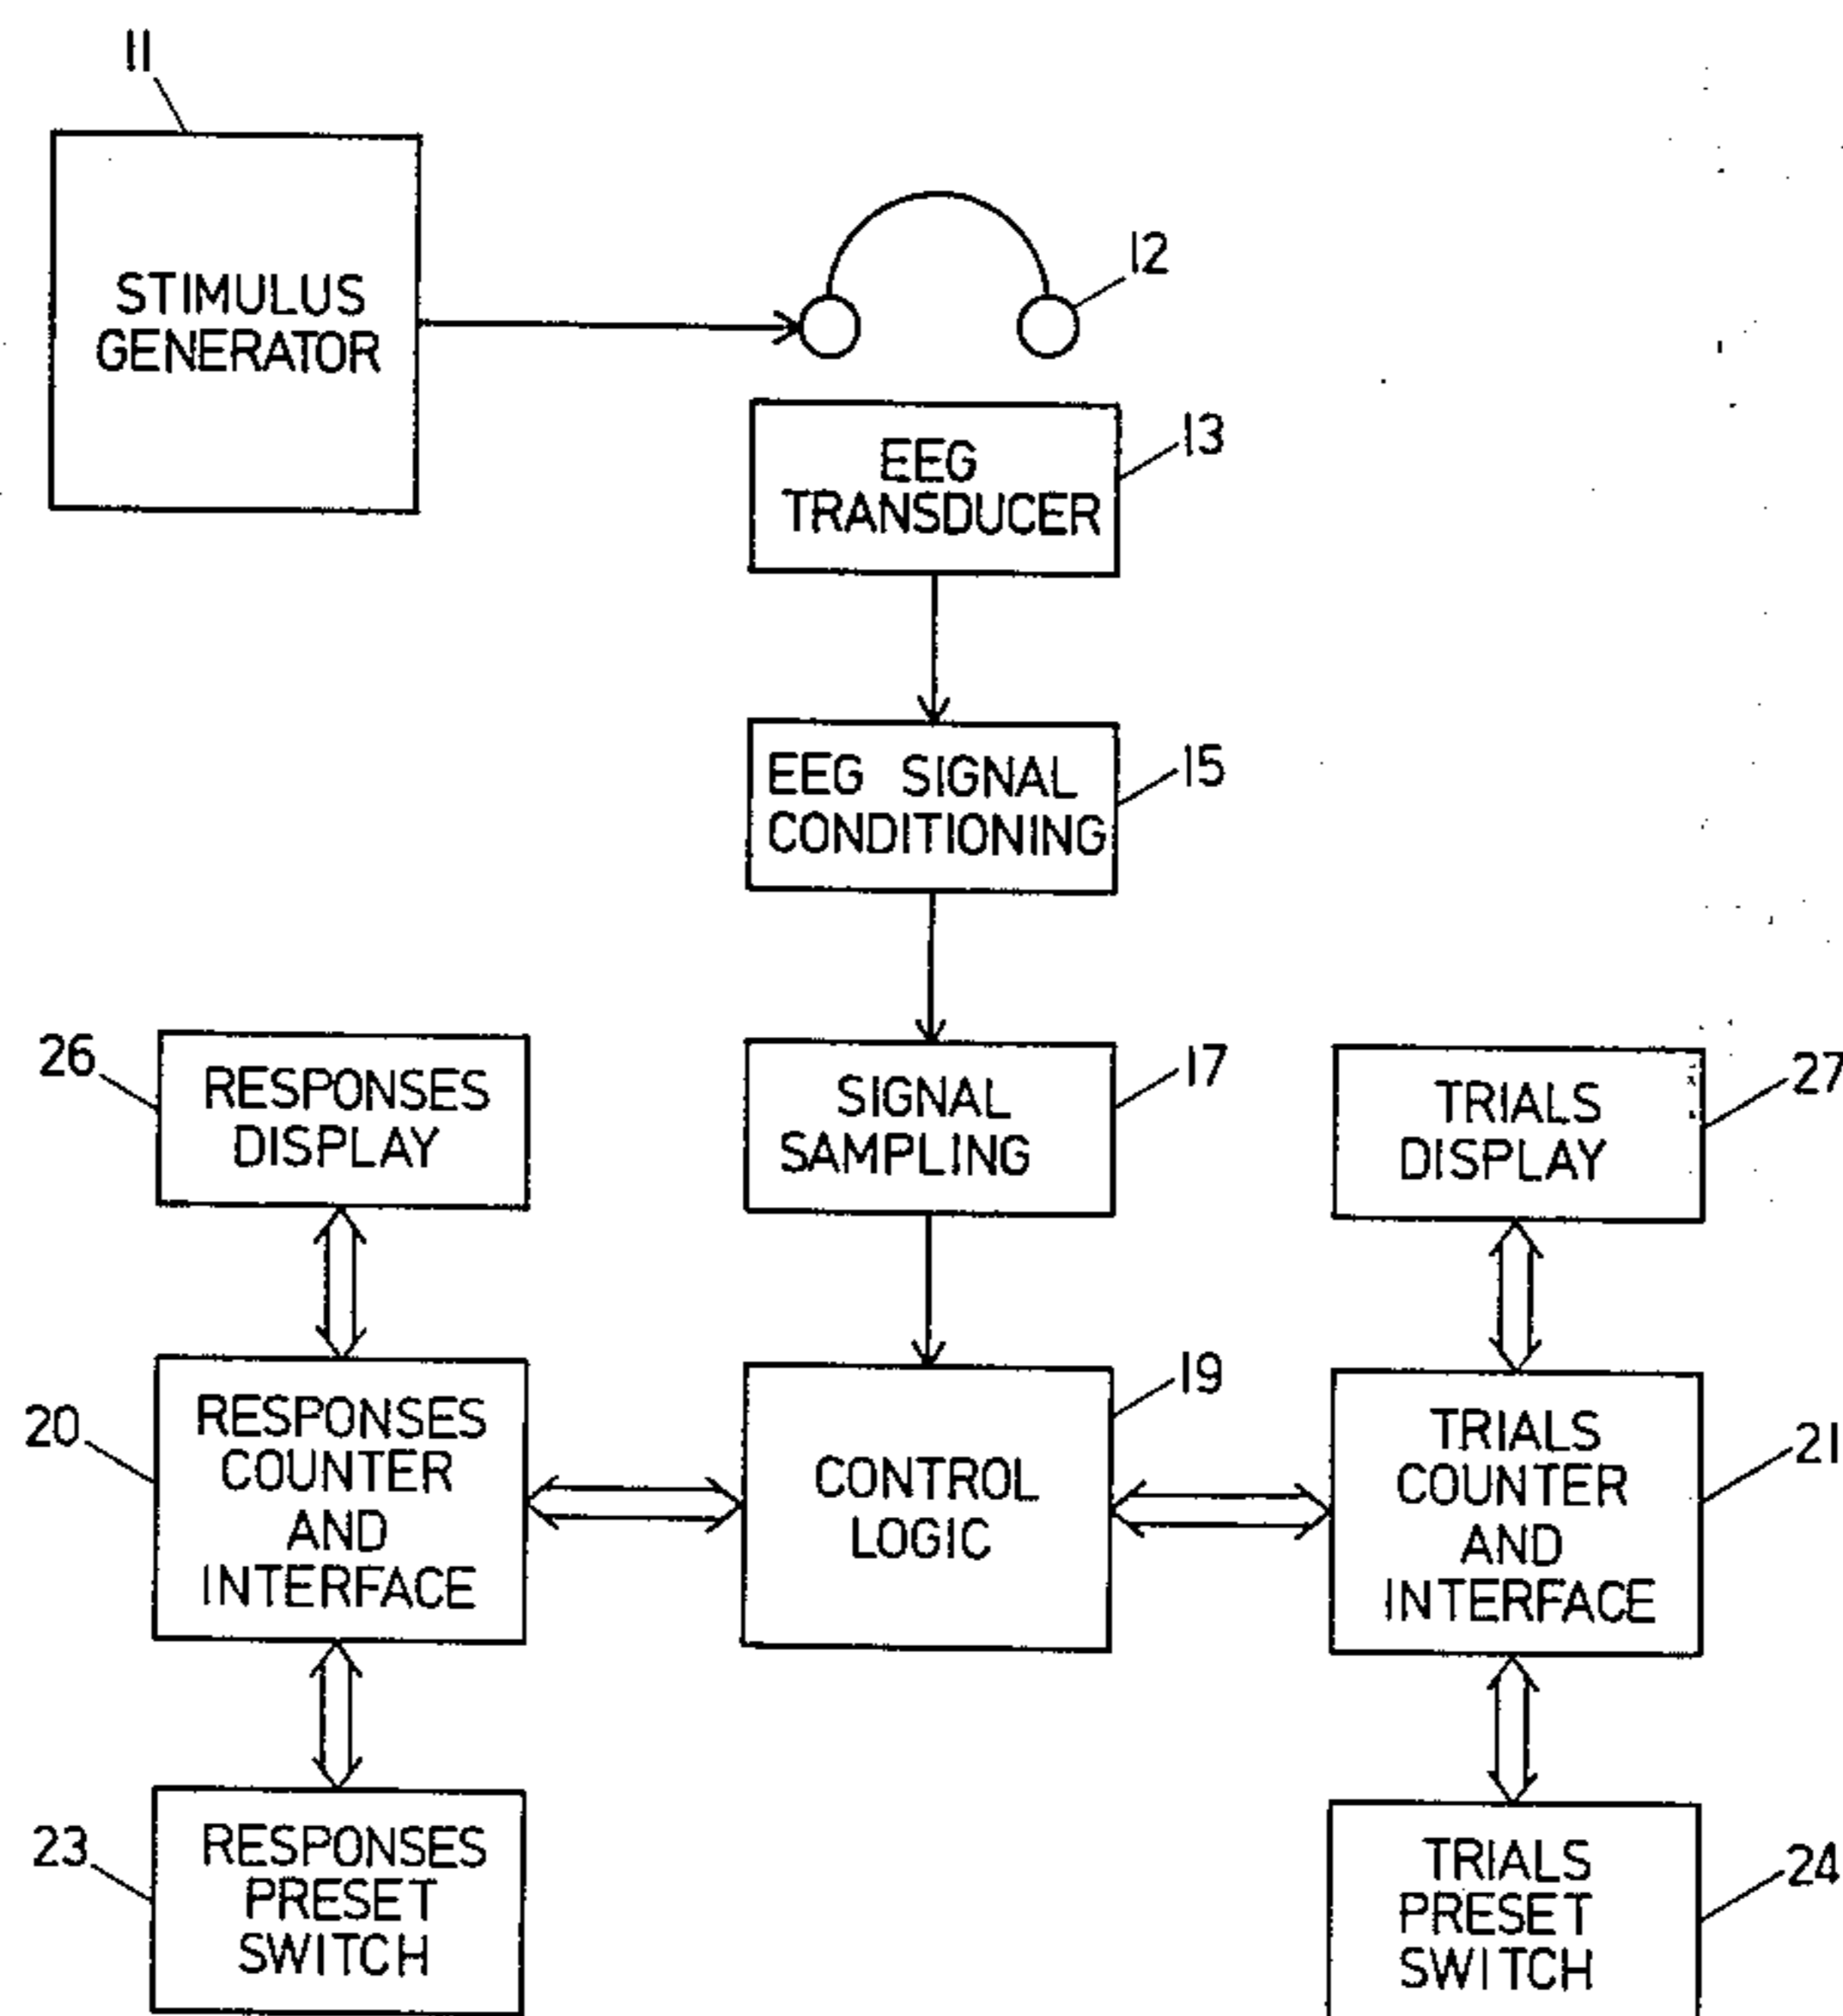 11
STIMULUS
GENERATOR
12
EEG
TRANSDUCER
13
EEG SIGNAL
CONDITIONING
15
26
RESPONSES
DISPLAY
SIGNAL
SAMPLING
17
TRIALS
DISPLAY
27
20
RESPONSES
COUNTER
AND
INTERFACE
CONTROL
LOGIC
19
TRIALS
COUNTER
AND
INTERFACE
21
23
RESPONSES
PRESET
SWITCH
TRIALS
PRESET
SWITCH
24